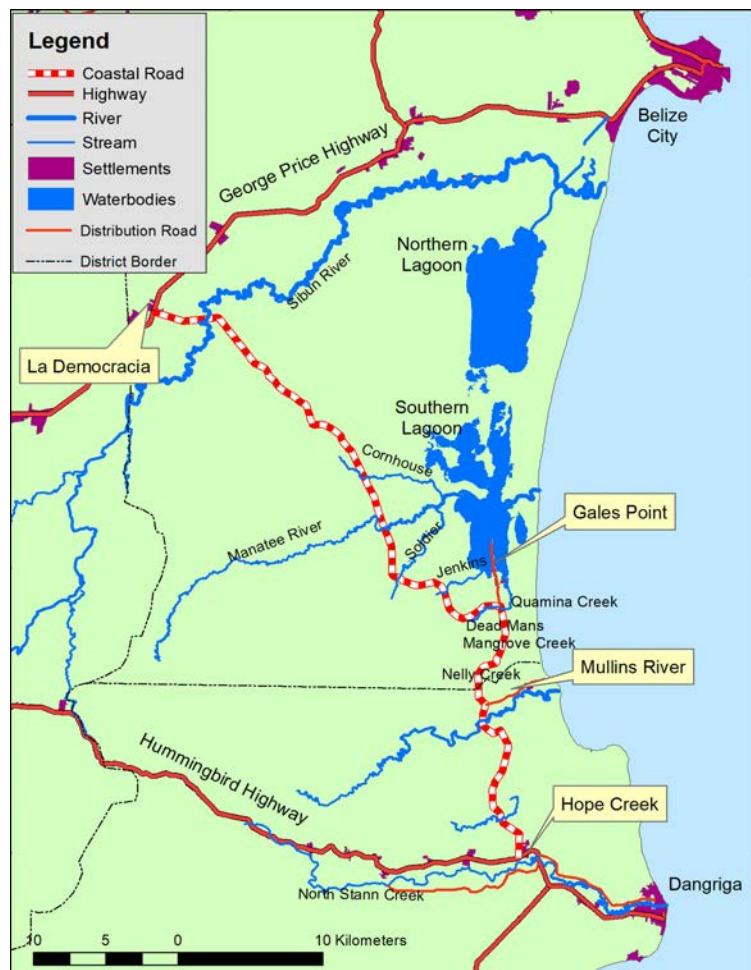 Legend
Coastal Road
Highway
River
Stream
Settlements
Waterbodies
Distribution Road
District Border
Belize
City
George Price Highway
Northern
Lagoon
Sibun River
La Democracia
Southern
Lagoon
Cornhouse
Gales Point
Manatee River
Soldier
Jenkins
Quamina Creek
Dead Mans
Mangrove Creek
Nelly Creek
Mullins River
Hummingbird Highway
Hope Creek
Dangriga
North Stann Creek
10 5 0 10 Kilometers